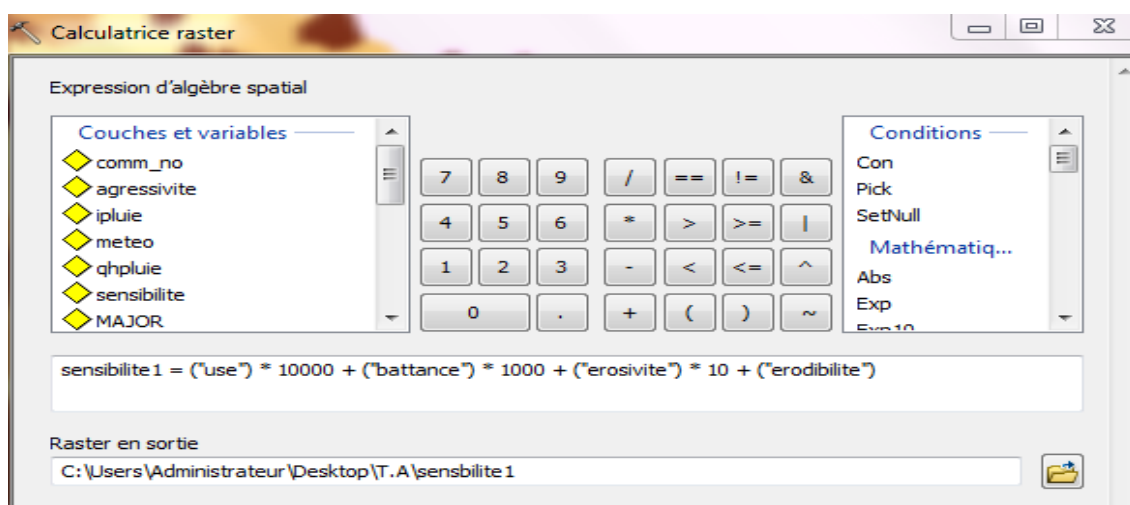 Calculatrice raster
Expression d'algèbre spatial
Couches et variables
comm_no
agressivite
ipluie
meteo
qhpluie
sensibilite
MAJOR
7 8 9 / == != &
4 5 6 * > >= |
1 2 3 - < <= ^
0 . + ( ) ~
Conditions
Con
Pick
SetNull
Mathématiq...
Abs
Exp
Exp10
sensibilite1 = ("use") * 10000 + ("battance") * 1000 + ("erosivite") * 10 + ("erodibilite")
Raster en sortie
C:\Users\Administrateur\Desktop\T.A\sensbilite1